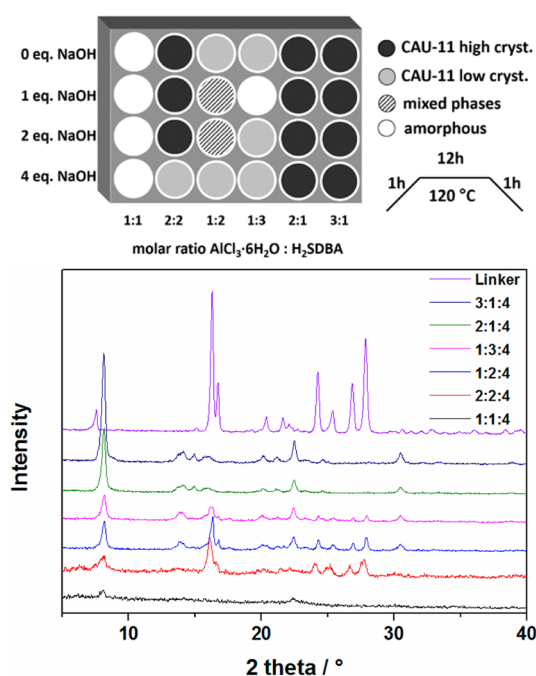 0 eq. NaOH
1 eq. NaOH
2 eq. NaOH
4 eq. NaOH
1:1 2:2 1:2 1:3 2:1 3:1
molar ratio AlCl₃·6H₂O : H₂SDBA
CAU-11 high cryst.
CAU-11 low cryst.
mixed phases
amorphous
12h
1h 120 °C 1h
Linker
3:1:4
2:1:4
1:3:4
1:2:4
2:2:4
1:1:4
Intensity
10 20 30 40
2 theta / °